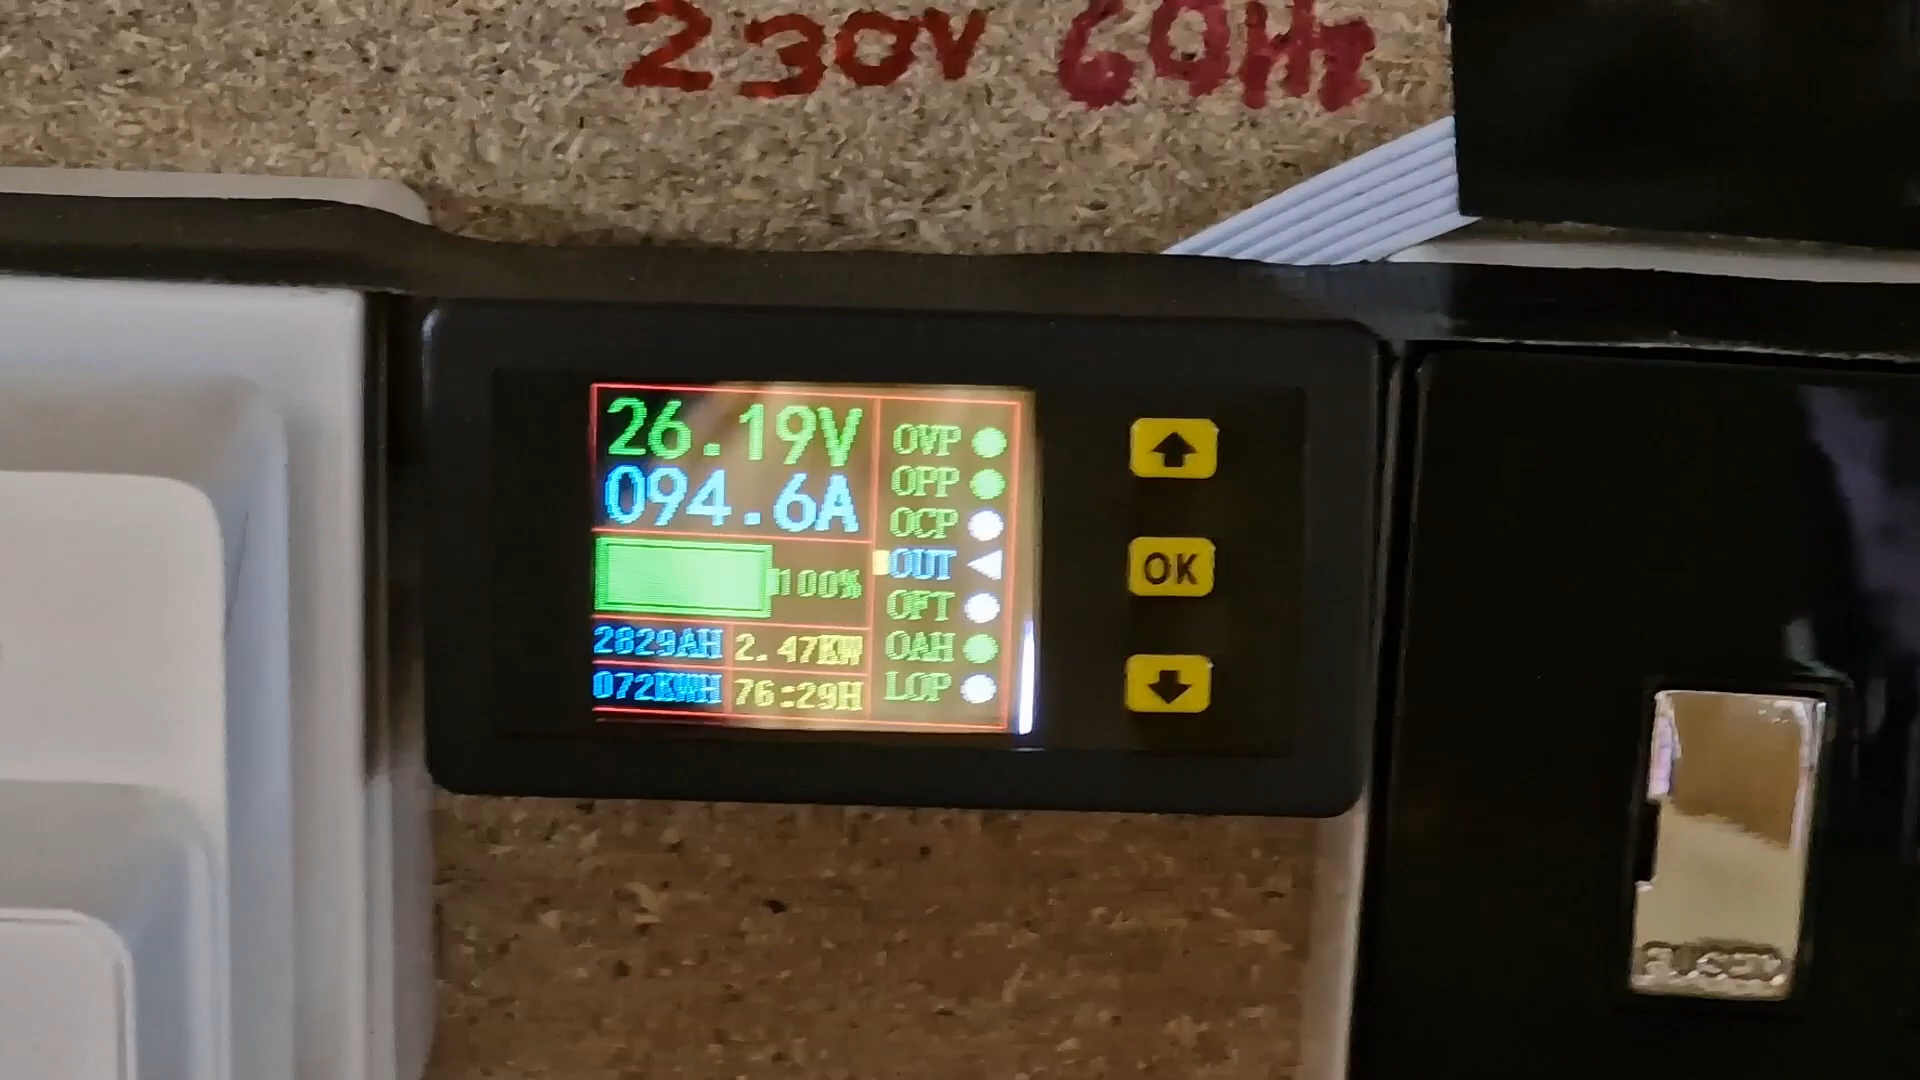 230V 60Hz
26.19V
094.6A
100%
2829AH 2.47KW
072KWH 76:29H
OVP
OPP
OCP
OUT
OFT
OAH
LOP
OK
FUSED